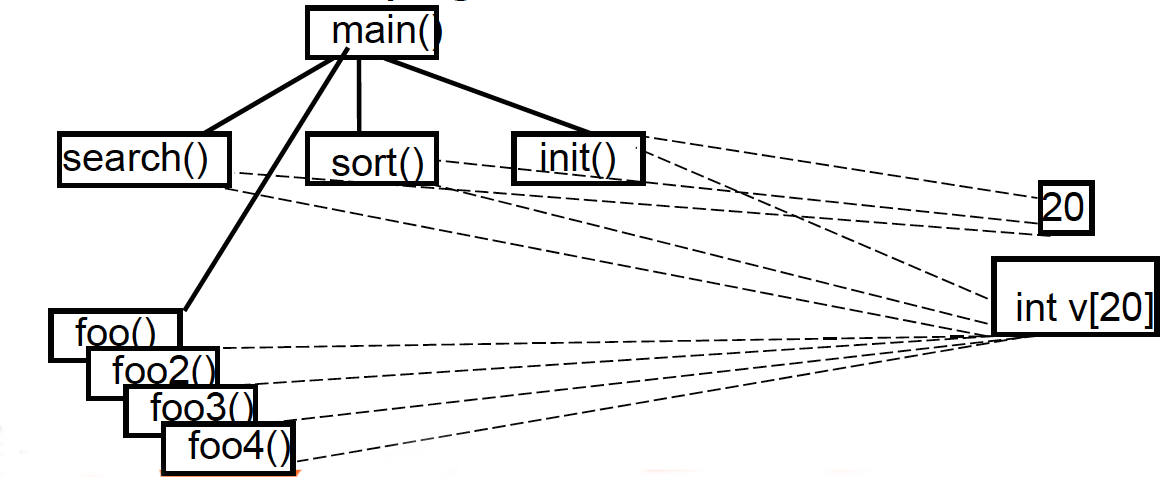 main()
search()
sort()
init()
20
int v[20]
foo()
foo2()
foo3()
foo4()